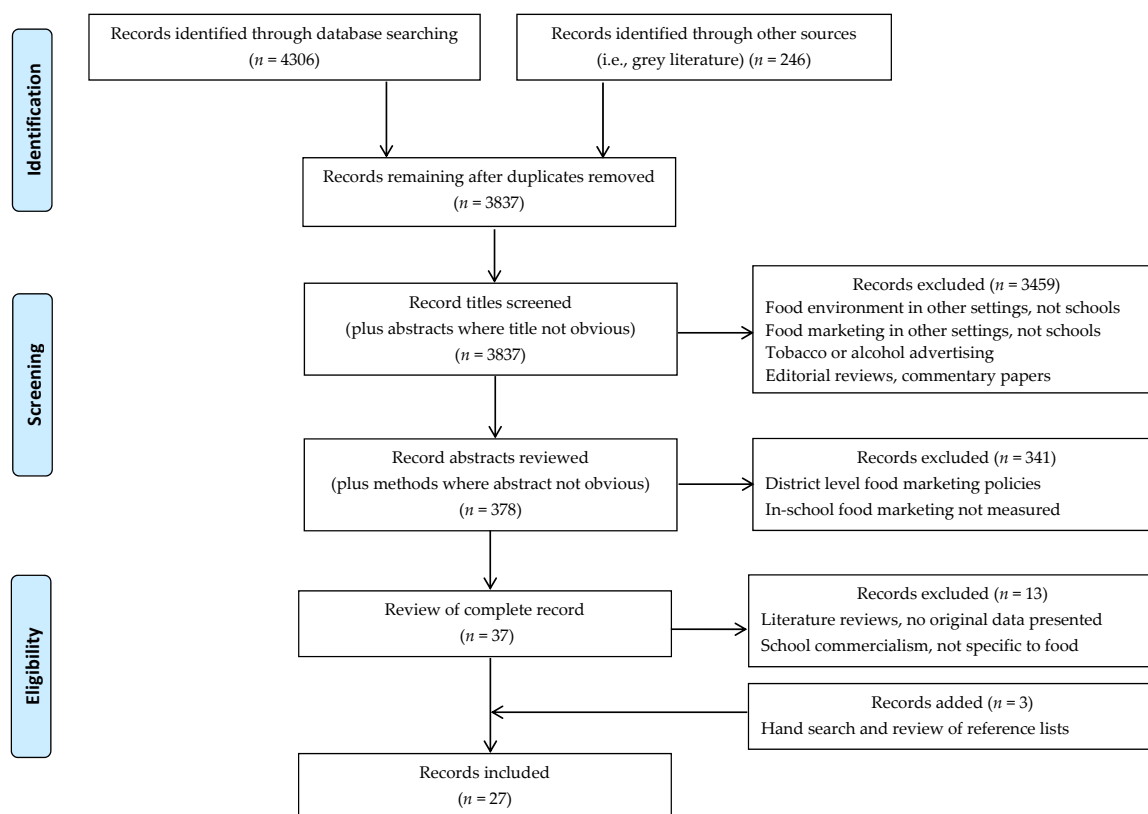 Identification
Records identified through database searching
(n = 4306)
Records identified through other sources
(i.e., grey literature) (n = 246)
Records remaining after duplicates removed
(n = 3837)
Screening
Record titles screened
(plus abstracts where title not obvious)
n = 3837)
Records excluded (n = 3459)
Food environment in other settings, not schools
Food marketing in other settings, not schools
Tobacco or alcohol advertising
Editorial reviews, commentary papers
Record abstracts reviewed
(plus methods where abstract not obvious)
(n = 378)
Records excluded (n = 341)
District level food marketing policies
In-school food marketing not measured
Eligibility
Review of complete record
(n = 37)
Records excluded (n = 13)
Literature reviews, no original data presented
School commercialism, not specific to food
Records added (n = 3)
Hand search and review of reference lists
Records included
(n = 27)